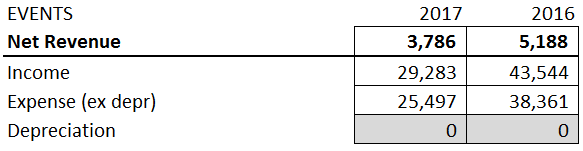 EVENTS 2017 2016
Net Revenue 3,786 5,188
Income 29,283 43,544
Expense (ex depr) 25,497 38,361
Depreciation 0 0